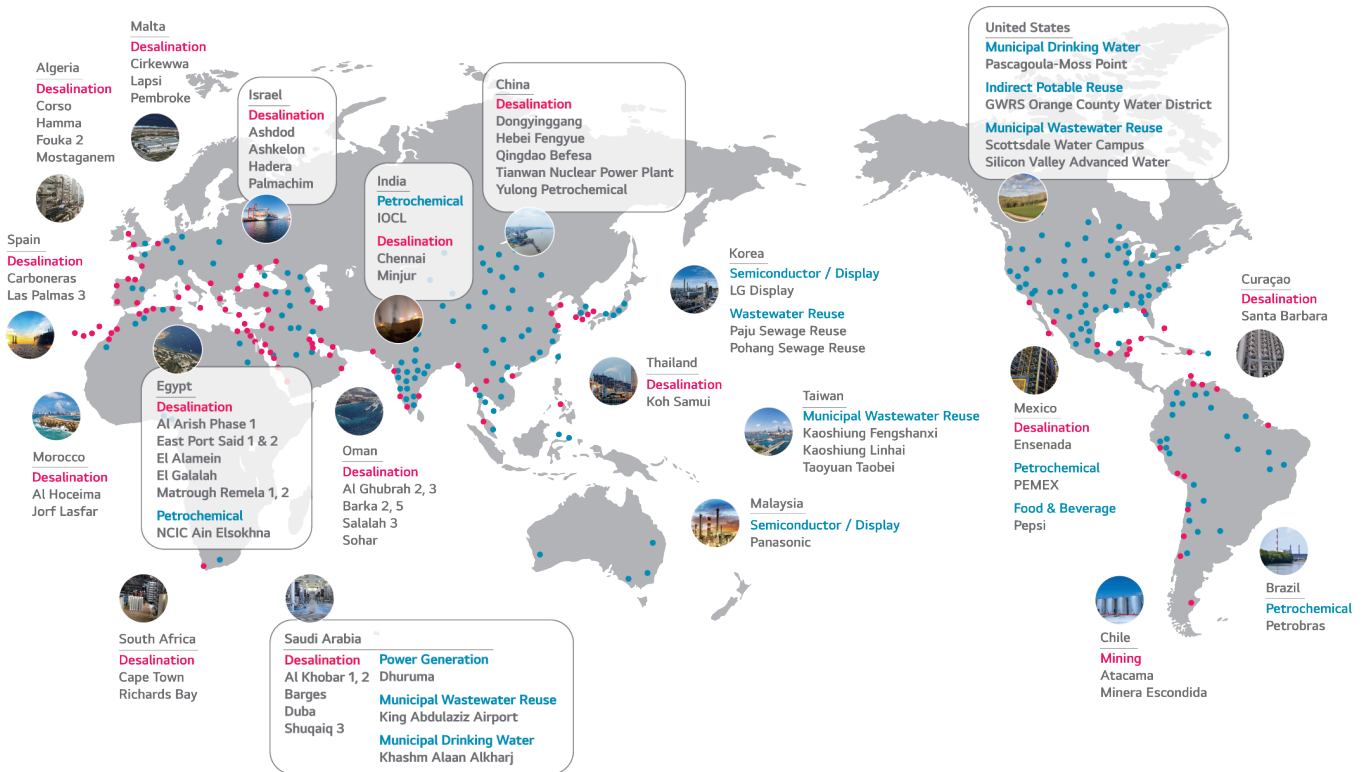 Malta
Desalination
Cirkewwa
Lapsi
Pembroke
Algeria
Desalination
Corso
Hamma
Fouka 2
Mostaganem
Israel
Desalination
Ashdod
Ashkelon
Hadera
Palmachim
China
Desalination
Dongyinggang
Hebei Fengyue
Qingdao Befesa
Tianwan Nuclear Power Plant
Yulong Petrochemical
United States
Municipal Drinking Water
Pascagoula-Moss Point
Indirect Potable Reuse
GWRS Orange County Water District
Municipal Wastewater Reuse
Scottsdale Water Campus
Silicon Valley Advanced Water
India
Petrochemical
IOCL
Desalination
Chennai
Minjur
Spain
Desalination
Carboneras
Las Palmas 3
Korea
Semiconductor / Display
LG Display
Wastewater Reuse
Paju Sewage Reuse
Pohang Sewage Reuse
Curaçao
Desalination
Santa Barbara
Thailand
Desalination
Koh Samui
Egypt
Desalination
Al Arish Phase 1
East Port Said 1 & 2
El Alamein
El Galalah
Matrough Remela 1, 2
Petrochemical
NCIC Ain Elsokhna
Taiwan
Municipal Wastewater Reuse
Kaoshiung Fengshanxi
Kaoshiung Linhai
Taoyuan Taobei
Mexico
Desalination
Ensenada
Petrochemical
PEMEX
Food & Beverage
Pepsi
Morocco
Desalination
Al Hoceima
Jorf Lasfar
Oman
Desalination
Al Ghubrah 2, 3
Barka 2, 5
Salalah 3
Sohar
Malaysia
Semiconductor / Display
Panasonic
Brazil
Petrochemical
Petrobras
South Africa
Desalination
Cape Town
Richards Bay
Saudi Arabia
Desalination
Al Khobar 1, 2
Barges
Duba
Shuqaiq 3
Power Generation
Dhuruma
Municipal Wastewater Reuse
King Abdulaziz Airport
Municipal Drinking Water
Khashm Alaan Alkharj
Chile
Mining
Atacama
Minera Escondida